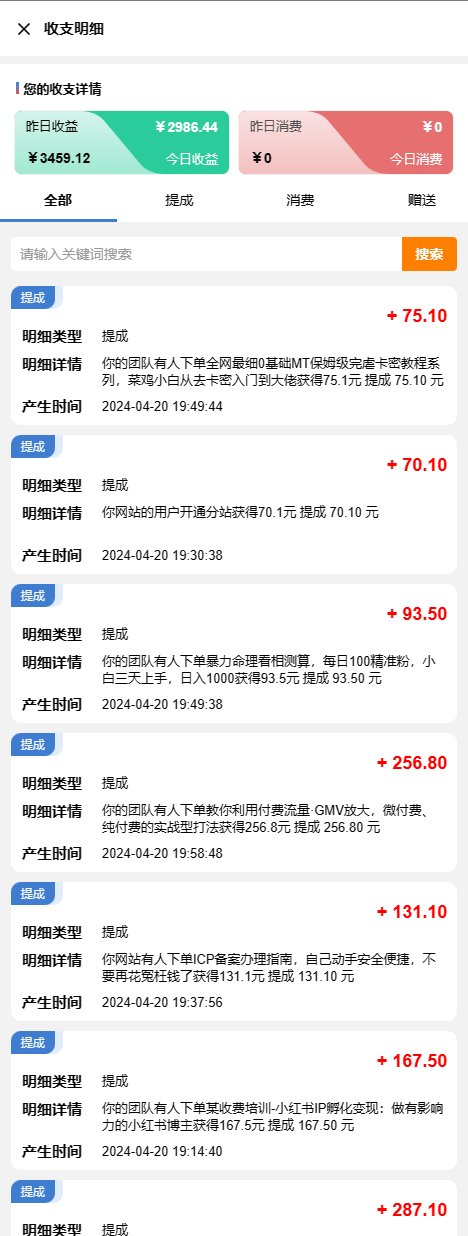 收支明细
您的收支详情
昨日收益 ￥2986.44
￥3459.12 今日收益
昨日消费 ￥0
￥0 今日消费
全部 提成 消费 赠送
请输入关键词搜索 搜索
提成
+ 75.10
明细类型 提成
明细详情 你的团队有人下单全网最细0基础MT保姆级完虐卡密教程系
列，菜鸡小白从去卡密入门到大佬获得75.1元 提成 75.10 元
产生时间 2024-04-20 19:49:44
提成
+ 70.10
明细类型 提成
明细详情 你网站的用户开通分站获得70.1元 提成 70.10 元
产生时间 2024-04-20 19:30:38
提成
+ 93.50
明细类型 提成
明细详情 你的团队有人下单暴力命理看相测算，每日100精准粉，小
白三天上手，日入1000获得93.5元 提成 93.50 元
产生时间 2024-04-20 19:49:38
提成
+ 256.80
明细类型 提成
明细详情 你的团队有人下单教你利用付费流量·GMV放大，微付费、
纯付费的实战型打法获得256.8元 提成 256.80 元
产生时间 2024-04-20 19:58:48
提成
+ 131.10
明细类型 提成
明细详情 你网站有人下单ICP备案办理指南，自己动手安全便捷，不
要再花冤枉钱了获得131.1元 提成 131.10 元
产生时间 2024-04-20 19:37:56
提成
+ 167.50
明细类型 提成
明细详情 你的团队有人下单某收费培训-小红书IP孵化变现：做有影响
力的小红书博主获得167.5元 提成 167.50 元
产生时间 2024-04-20 19:14:40
提成
+ 287.10
明细类型 提成